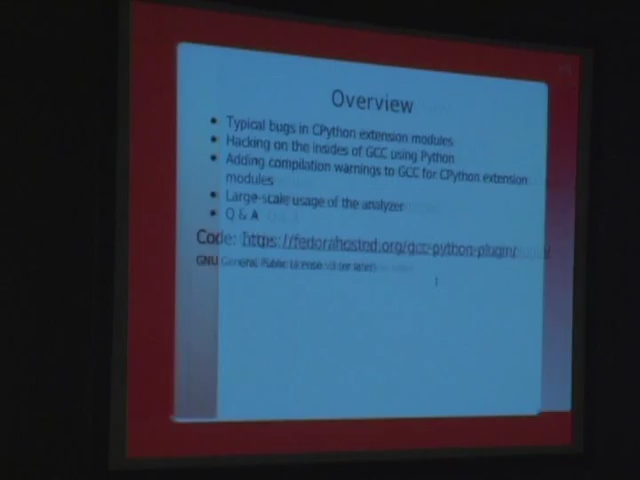 Overview
Typical bugs in CPython extension modules
Hacking on the insides of GCC using Python
Adding compilation warnings to GCC for CPython extension
modules
Large-scale usage of the analyzer
Q & A
Code: https://fedorahosted.org/gcc-python-plugin/
GNU General Public License v3 (or later)